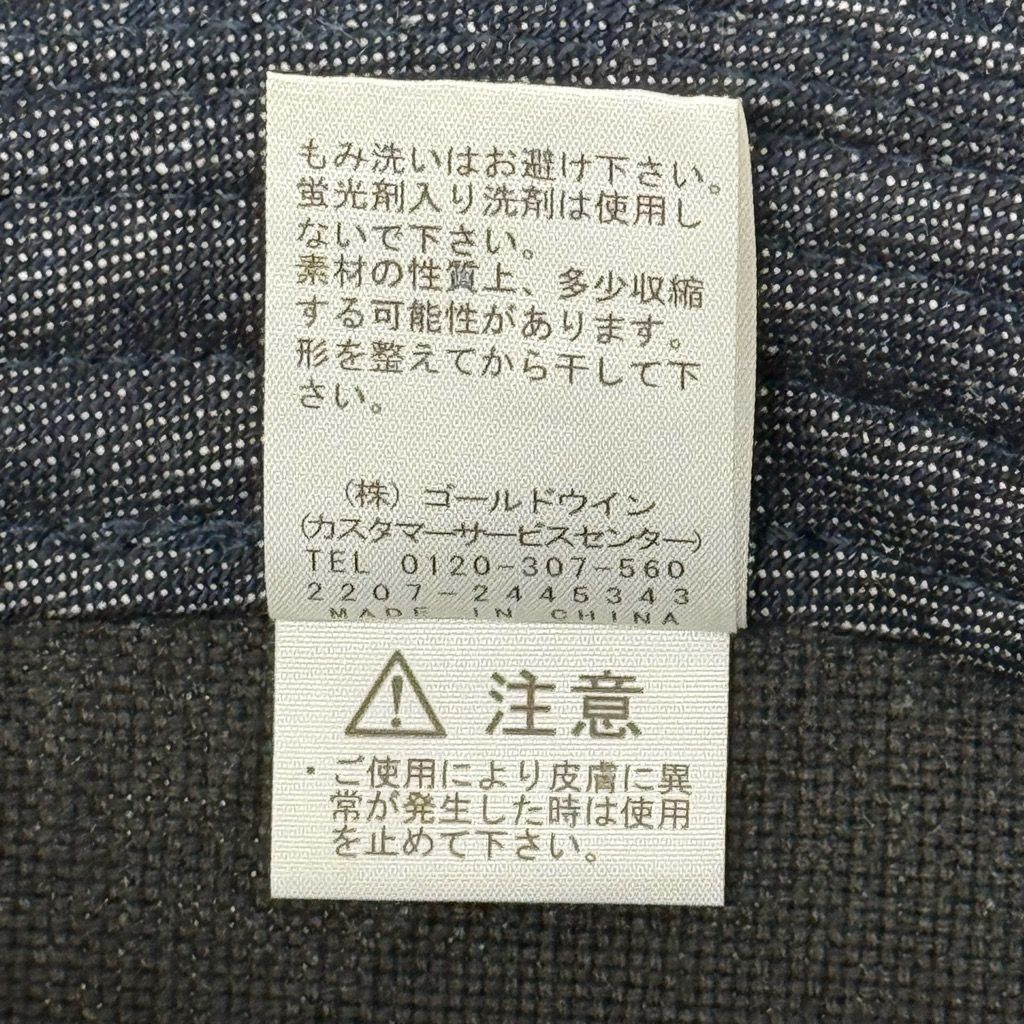 もみ洗いはお避け下さい。
蛍光剤入り洗剤は使用し
ないで下さい。
素材の性質上、多少収縮
する可能性があります。
形を整えてから干して下
さい。
（株）ゴールドウイン
(カスタマーサービスセンター)
TEL 0120-307-560
2207-2445343
MADE IN CHINA
注意
・ご使用により皮膚に異
常が発生した時は使用
を止めて下さい。